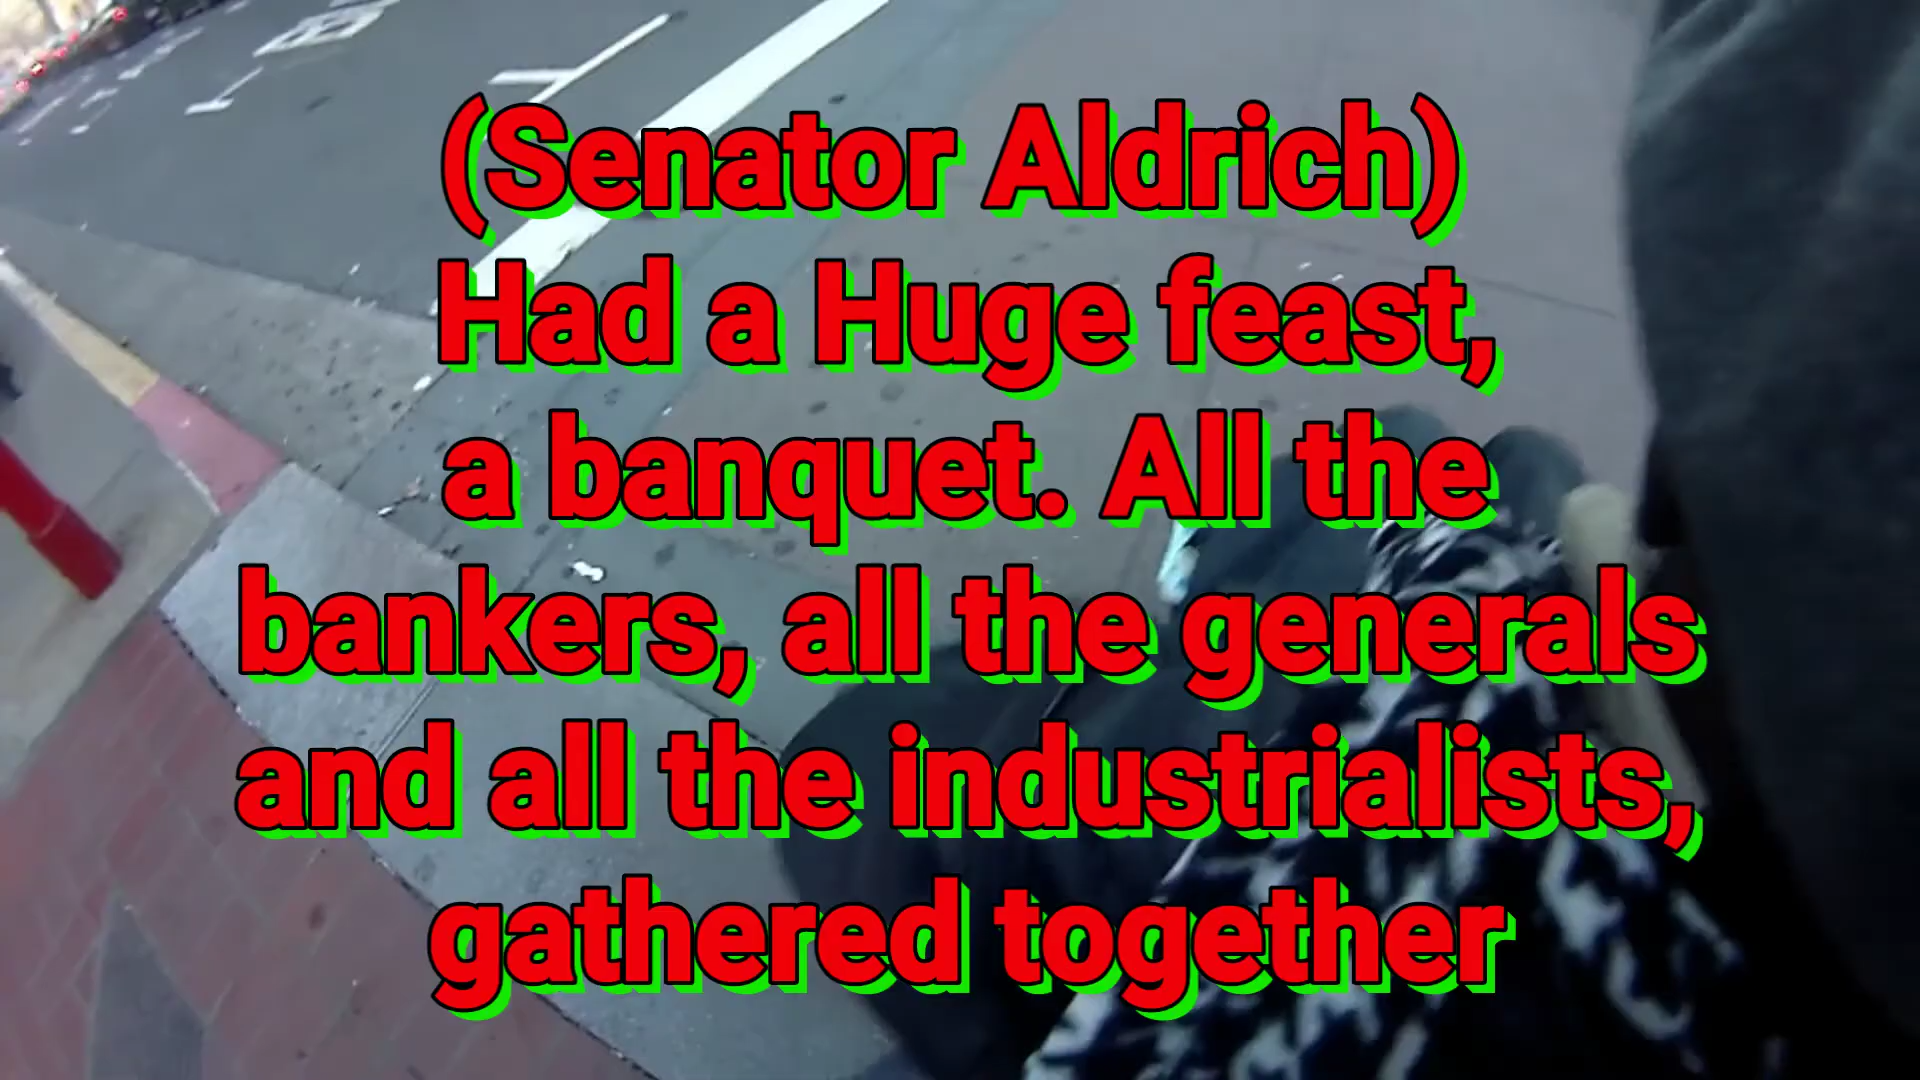 (Senator Aldrich)
Had a Huge feast,
a banquet. All the
bankers, all the generals
and all the industrialists,
gathered together